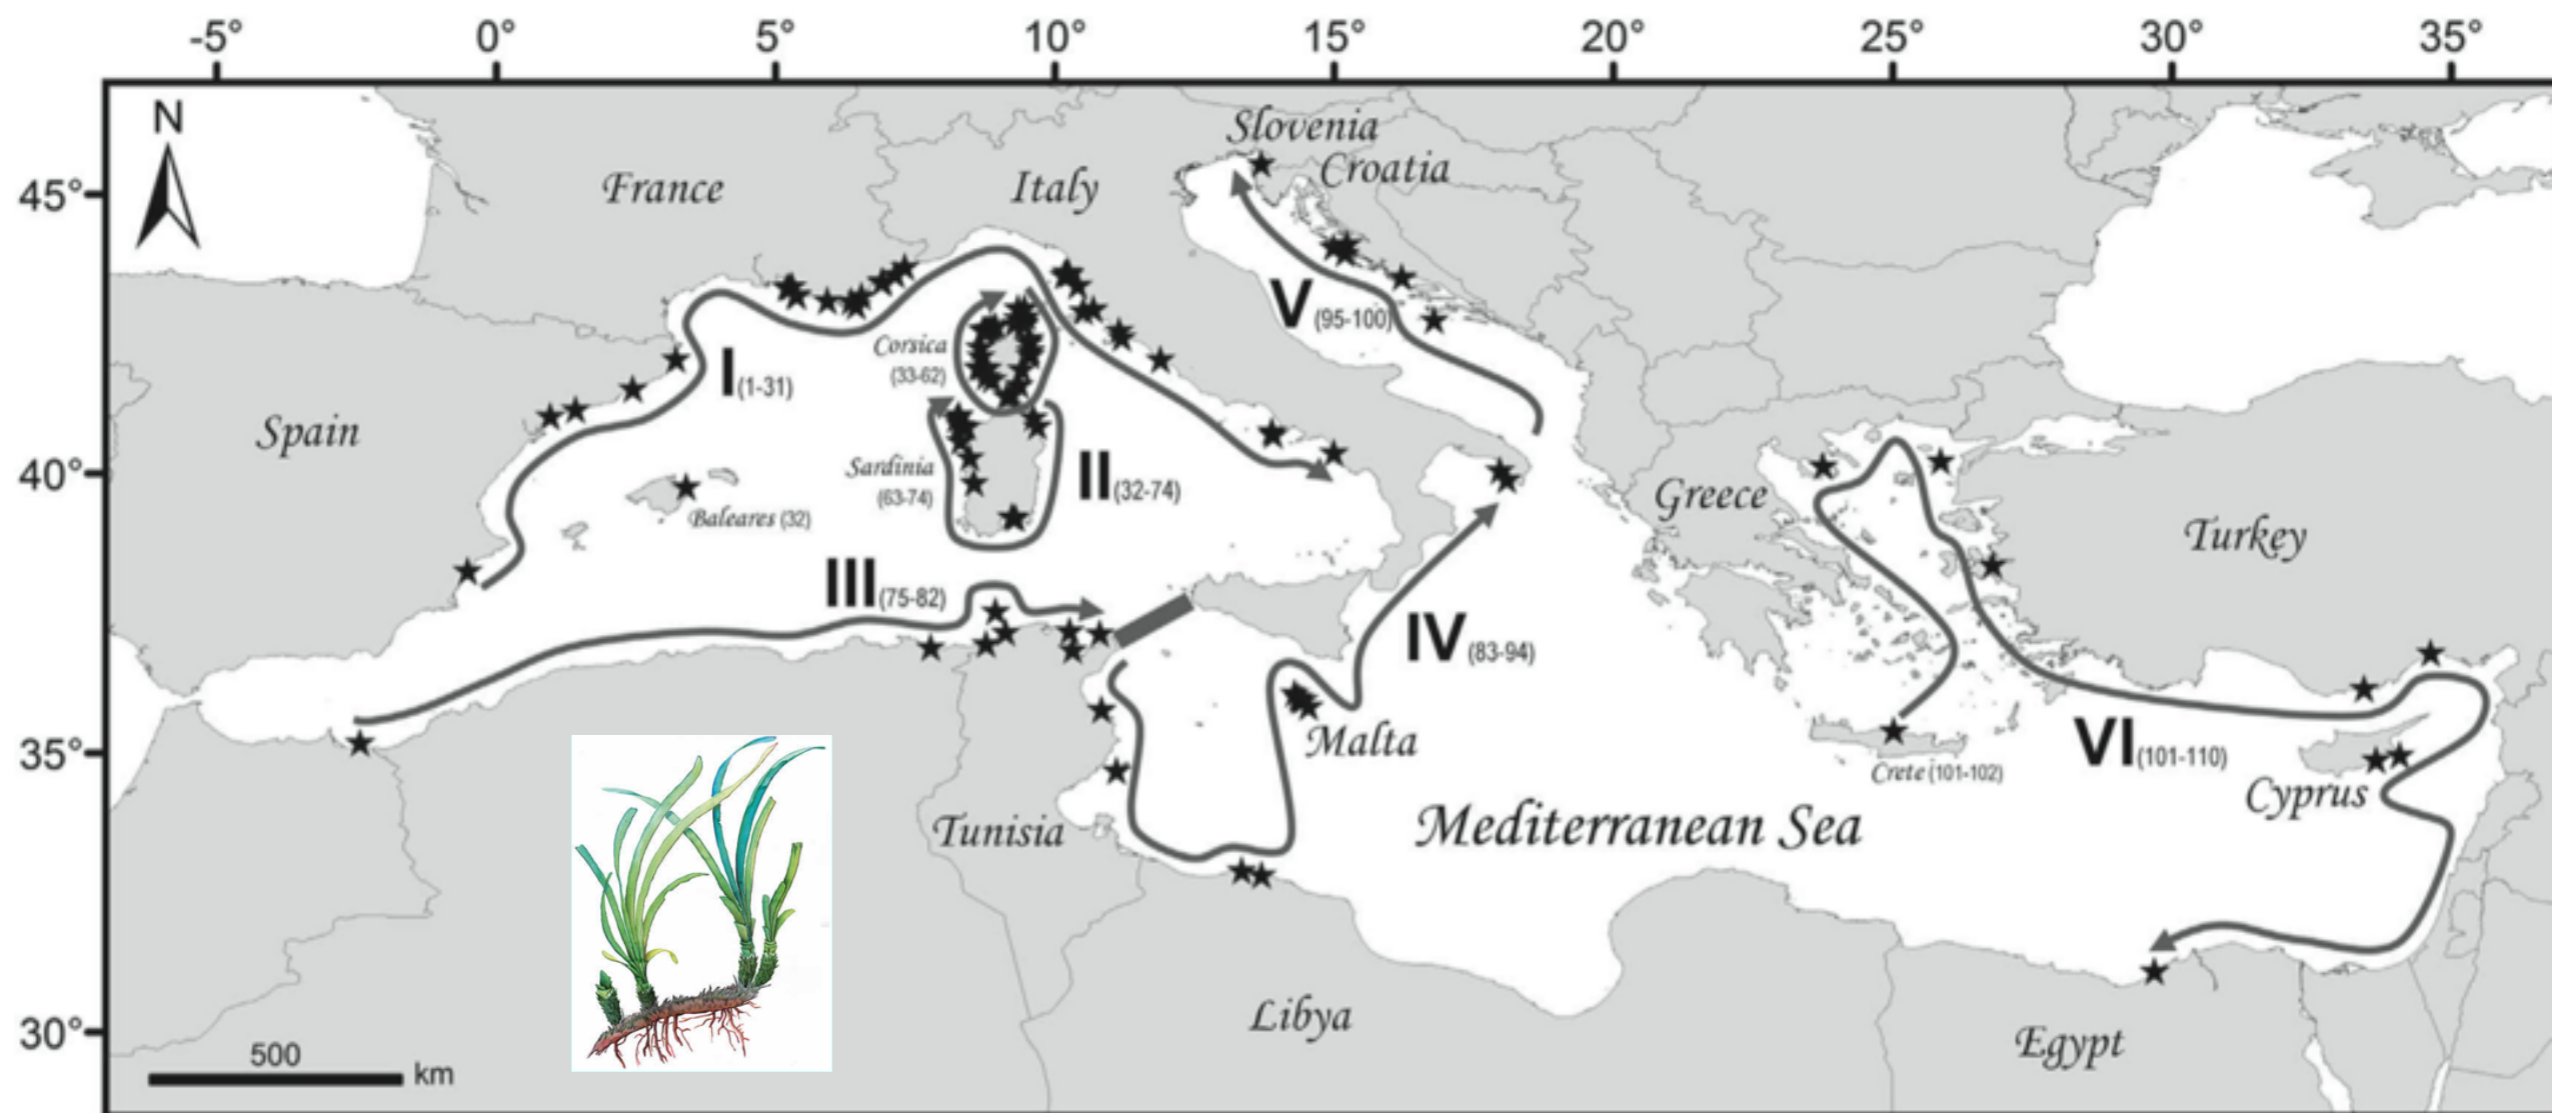 -5° 0° 5° 10° 15° 20° 25° 30° 35°
N
Slovenia
Croatia
45°
France
Italy
V (95-100)
Corsica
(33-62)
I (1-31)
Spain
40°
Sardinia
(63-74)
II (32-74)
Greece
Baleares (32)
Turkey
III (75-82)
IV (83-94)
35°
Malta
VI (101-110)
Crete (101-102)
Cyprus
Tunisia
Mediterranean Sea
30°
Libya
Egypt
500
km